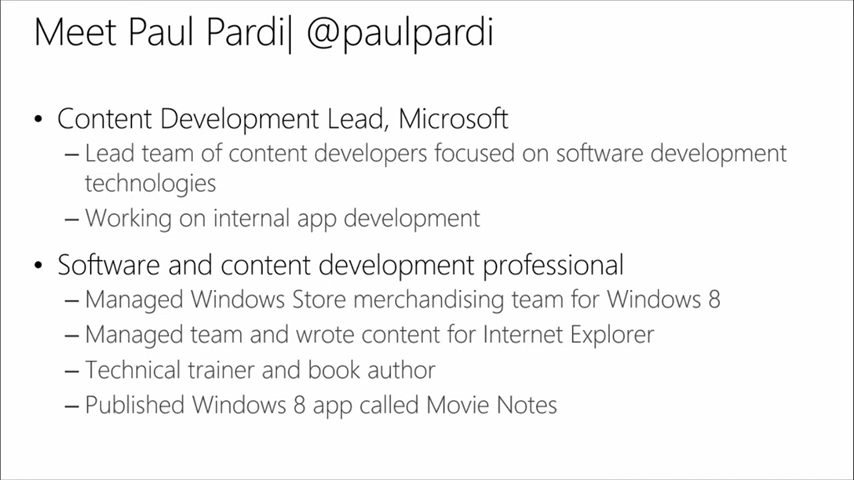 Meet Paul Pardi| @paulpardi
• Content Development Lead, Microsoft
– Lead team of content developers focused on software development
technologies
– Working on internal app development
• Software and content development professional
– Managed Windows Store merchandising team for Windows 8
– Managed team and wrote content for Internet Explorer
– Technical trainer and book author
– Published Windows 8 app called Movie Notes